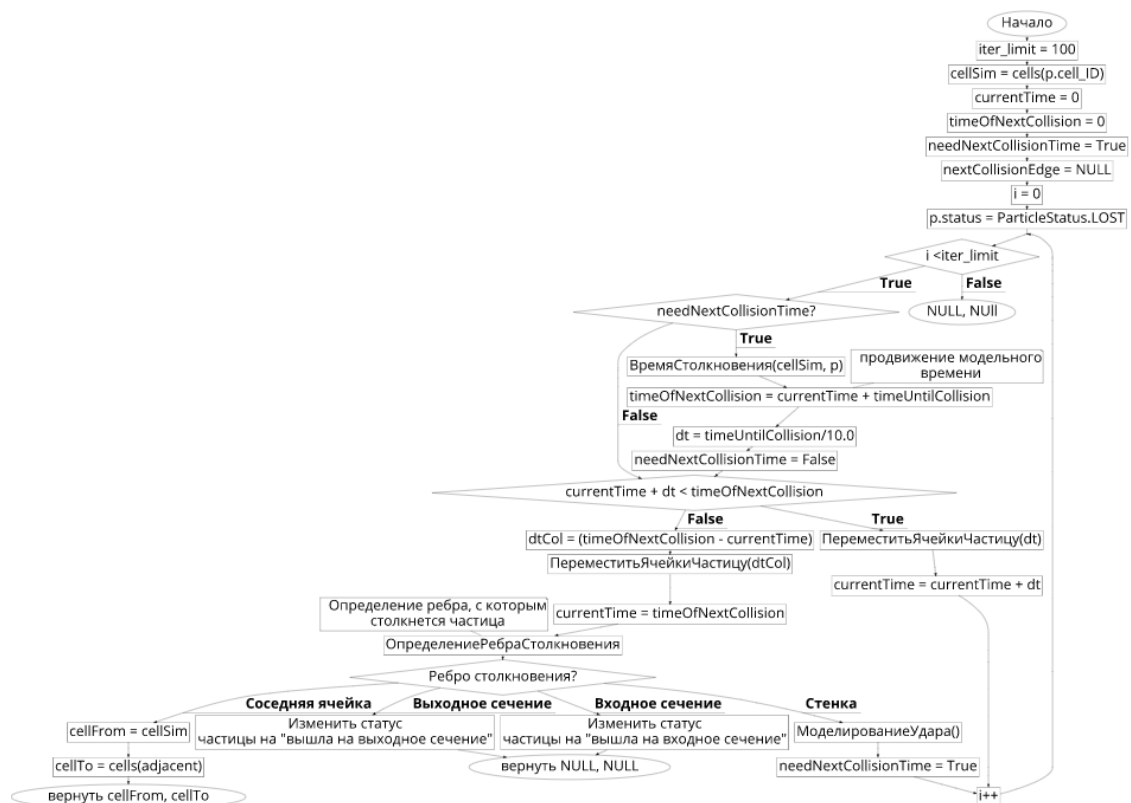 Начало
iter_limit = 100
cellSim = cells(p.cell_ID)
currentTime = 0
timeOfNextCollision = 0
needNextCollisionTime = True
nextCollisionEdge = NULL
i = 0
p.status = ParticleStatus.LOST
i <iter_limit
True
False
needNextCollisionTime?
NULL, NUll
True
ВремяСтолкновения(cellSim, p)
продвижение модельного
времени
timeOfNextCollision = currentTime + timeUntilCollision
False
dt = timeUntilCollision/10.0
needNextCollisionTime = False
currentTime + dt < timeOfNextCollision
False
True
dtCol = (timeOfNextCollision - currentTime)
ПереместитьЯчейкиЧастицу(dt)
ПереместитьЯчейкиЧастицу(dtCol)
currentTime = currentTime + dt
Определение ребра, с которым
столкнется частица
currentTime = timeOfNextCollision
ОпределениеРебраСтолкновения
Ребро столкновения?
Соседняя ячейка
Выходное сечение
Входное сечение
Стенка
cellFrom = cellSim
Изменить статус
частицы на "вышла на выходное сечение"
Изменить статус
частицы на "вышла на входное сечение"
МоделированиеУдара()
cellTo = cells(adjacent)
вернуть NULL, NULL
needNextCollisionTime = True
вернуть cellFrom, cellTo
i++